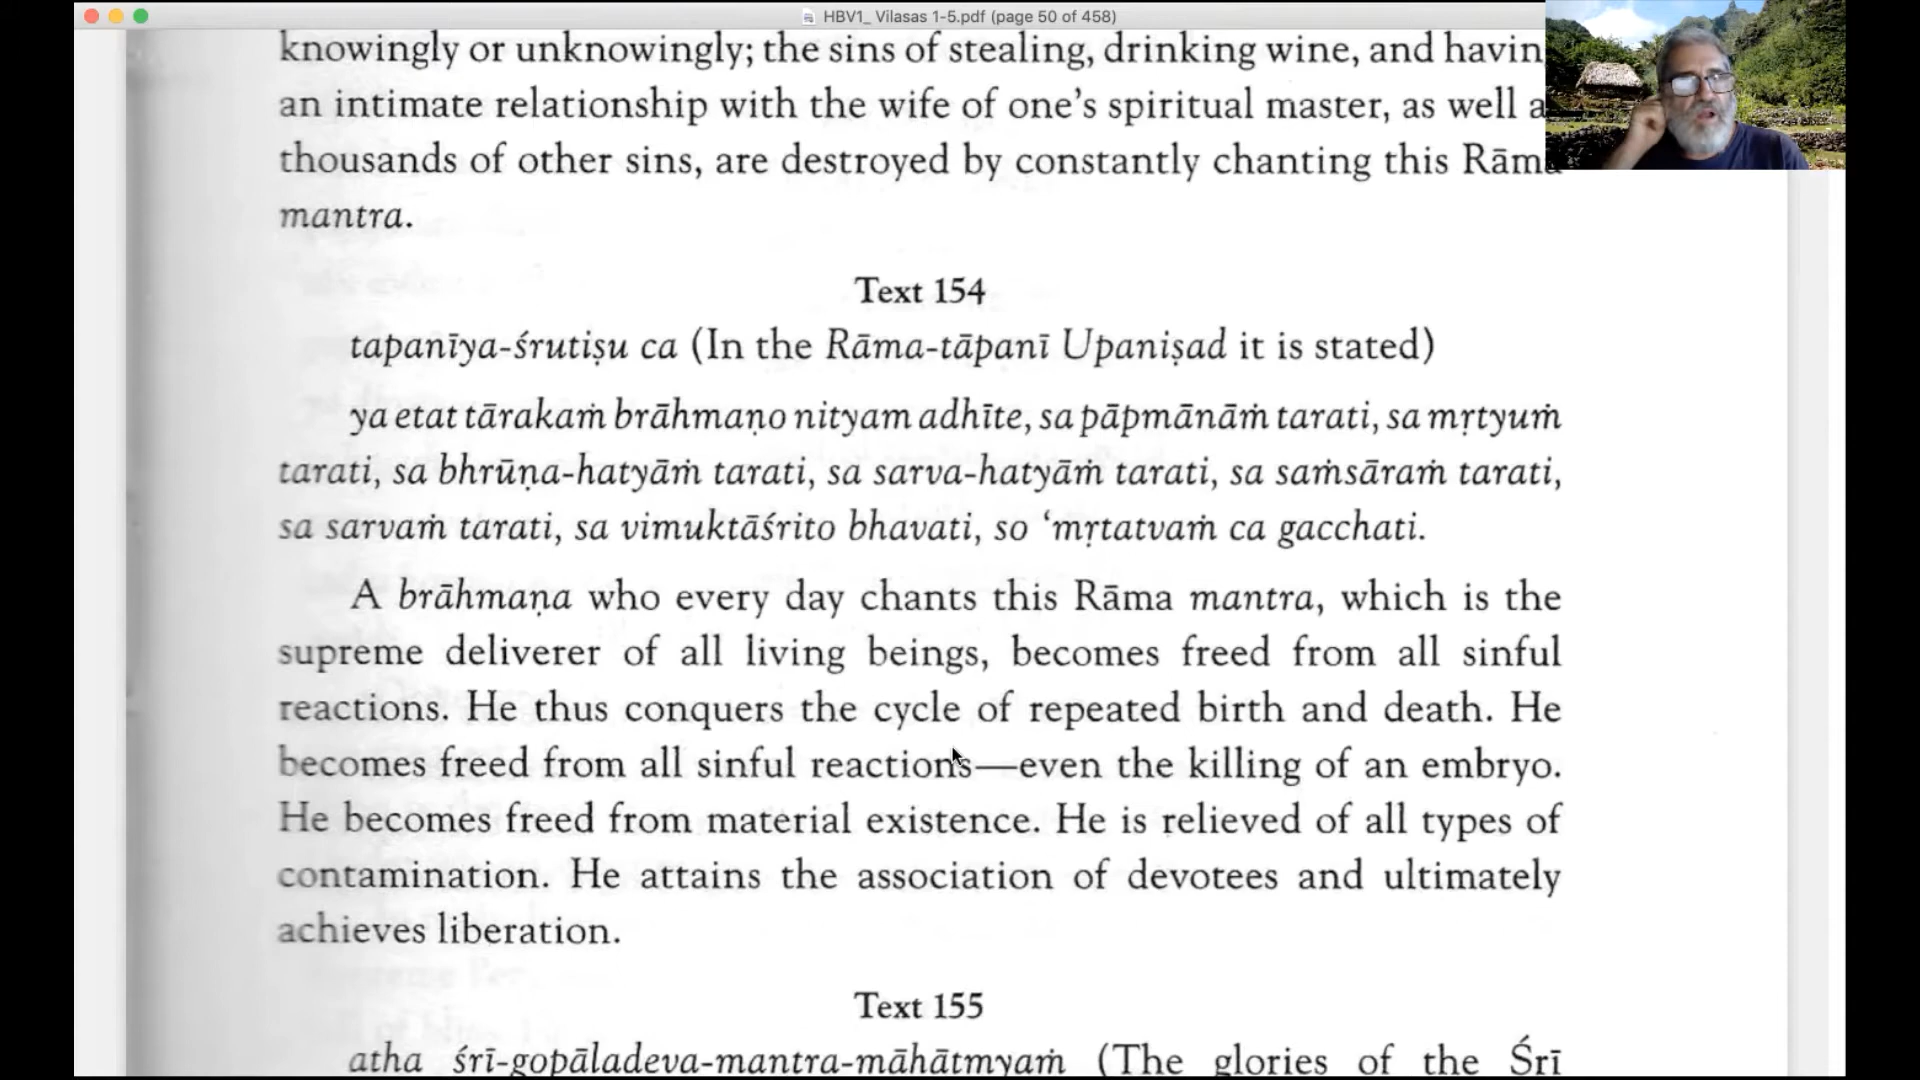 HBV1_ Vilasas 1-5.pdf (page 50 of 458)
knowingly or unknowingly; the sins of stealing, drinking wine, and havin
an intimate relationship with the wife of one's spiritual master, as well a
thousands of other sins, are destroyed by constantly chanting this Rāma
mantra.
Text 154
tapanīya-śrutiṣu ca (In the Rāma-tāpanī Upaniṣad it is stated)
ya etat tārakaṁ brāhmaṇo nityam adhīte, sa pāpmānāṁ tarati, sa mṛtyuṁ
tarati, sa bhrūṇa-hatyāṁ tarati, sa sarva-hatyāṁ tarati, sa saṁsāraṁ tarati,
sa sarvaṁ tarati, sa vimuktāśrito bhavati, so ‘mṛtatvaṁ ca gacchati.
A brāhmaṇa who every day chants this Rāma mantra, which is the
supreme deliverer of all living beings, becomes freed from all sinful
reactions. He thus conquers the cycle of repeated birth and death. He
becomes freed from all sinful reactions—even the killing of an embryo.
He becomes freed from material existence. He is relieved of all types of
contamination. He attains the association of devotees and ultimately
achieves liberation.
Text 155
atha śrī-gopāladeva-mantra-māhātmyaṁ (The glories of the Śrī